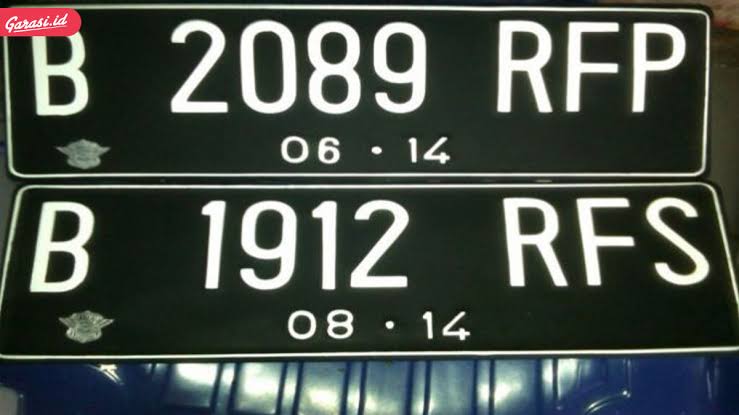 Garasi.id
B 2089 RFP
06 • 14
B 1912 RFS
08 • 14